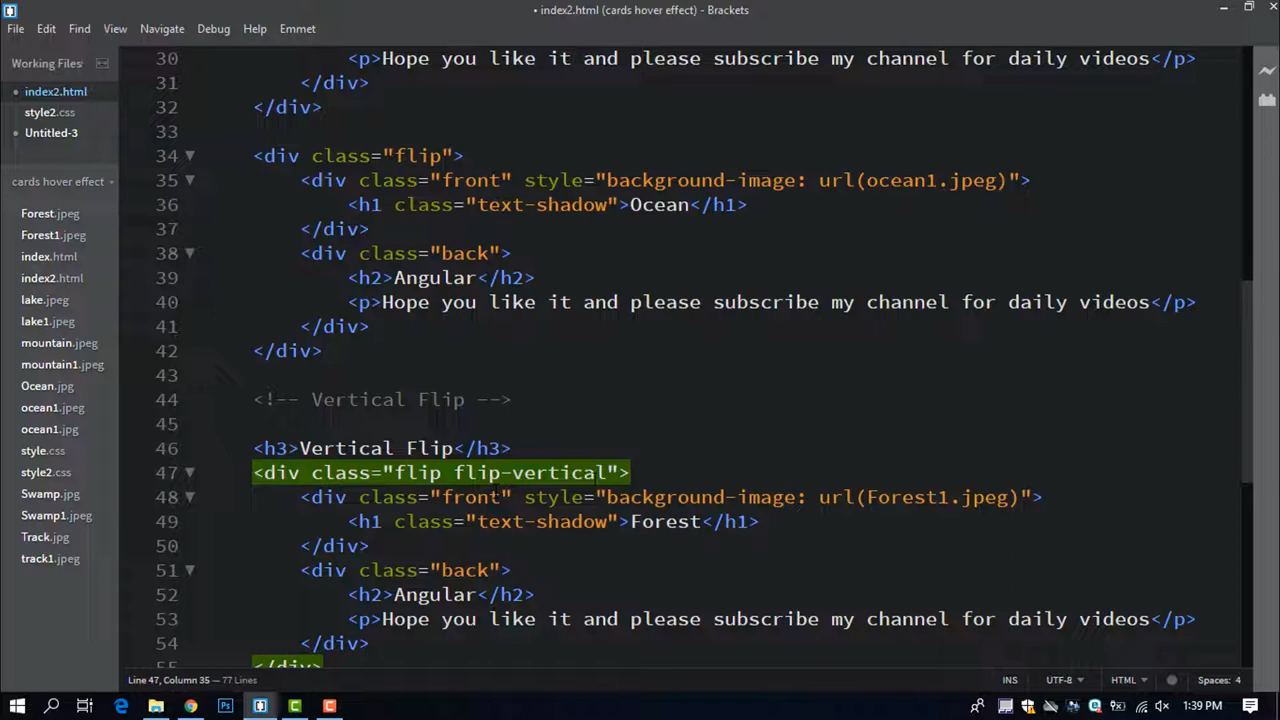 • index2.html (cards hover effect) - Brackets
File Edit Find View Navigate Debug Help Emmet
Working Files
• index2.html
style2.css
• Untitled-3
cards hover effect
Forest.jpeg
Forest1.jpeg
index.html
index2.html
lake.jpeg
lake1.jpeg
mountain.jpeg
mountain1.jpeg
Ocean.jpg
ocean1.jpeg
ocean1.jpg
style.css
style2.css
Swamp.jpg
Swamp1.jpeg
Track.jpg
track1.jpeg
30 <p>Hope you like it and please subscribe my channel for daily videos</p>
31 </div>
32 </div>
33
34 <div class="flip">
35 <div class="front" style="background-image: url(ocean1.jpeg)">
36 <h1 class="text-shadow">Ocean</h1>
37 </div>
38 <div class="back">
39 <h2>Angular</h2>
40 <p>Hope you like it and please subscribe my channel for daily videos</p>
41 </div>
42 </div>
43
44 <!-- Vertical Flip -->
45
46 <h3>Vertical Flip</h3>
47 <div class="flip flip-vertical">
48 <div class="front" style="background-image: url(Forest1.jpeg)">
49 <h1 class="text-shadow">Forest</h1>
50 </div>
51 <div class="back">
52 <h2>Angular</h2>
53 <p>Hope you like it and please subscribe my channel for daily videos</p>
54 </div>
55 </div>
Line 47, Column 35 — 77 Lines
INS UTF-8 HTML Spaces: 4
1:39 PM